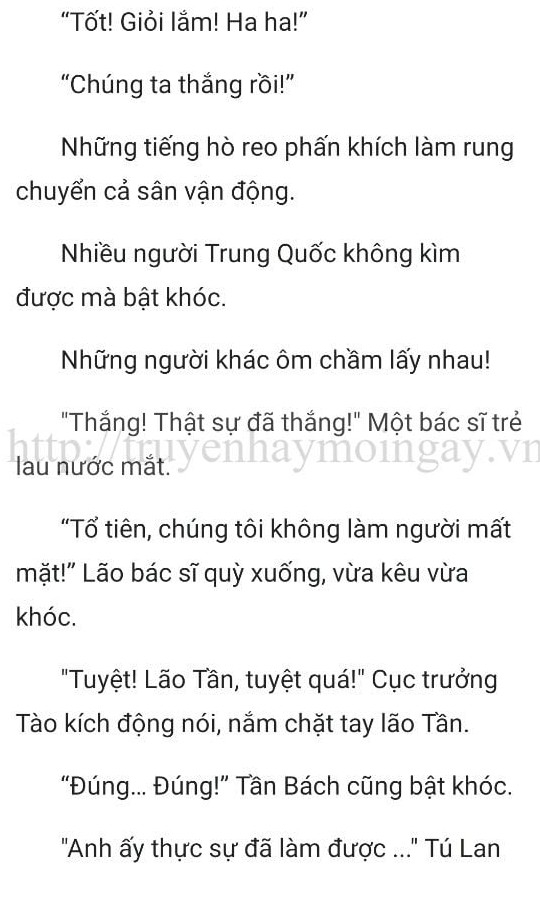 “Tốt! Giỏi lắm! Ha ha!”
“Chúng ta thắng rồi!”
Những tiếng hò reo phấn khích làm rung
chuyển cả sân vận động.
Nhiều người Trung Quốc không kìm
được mà bật khóc.
Những người khác ôm chầm lấy nhau!
"Thắng! Thật sự đã thắng!" Một bác sĩ trẻ
http://truyenhaymoingay.vn
lau nước mắt.
“Tổ tiên, chúng tôi không làm người mất
mặt!” Lão bác sĩ quỳ xuống, vừa kêu vừa
khóc.
"Tuyệt! Lão Tần, tuyệt quá!" Cục trưởng
Tào kích động nói, nắm chặt tay lão Tần.
“Đúng... Đúng!” Tần Bách cũng bật khóc.
"Anh ấy thực sự đã làm được ..." Tú Lan